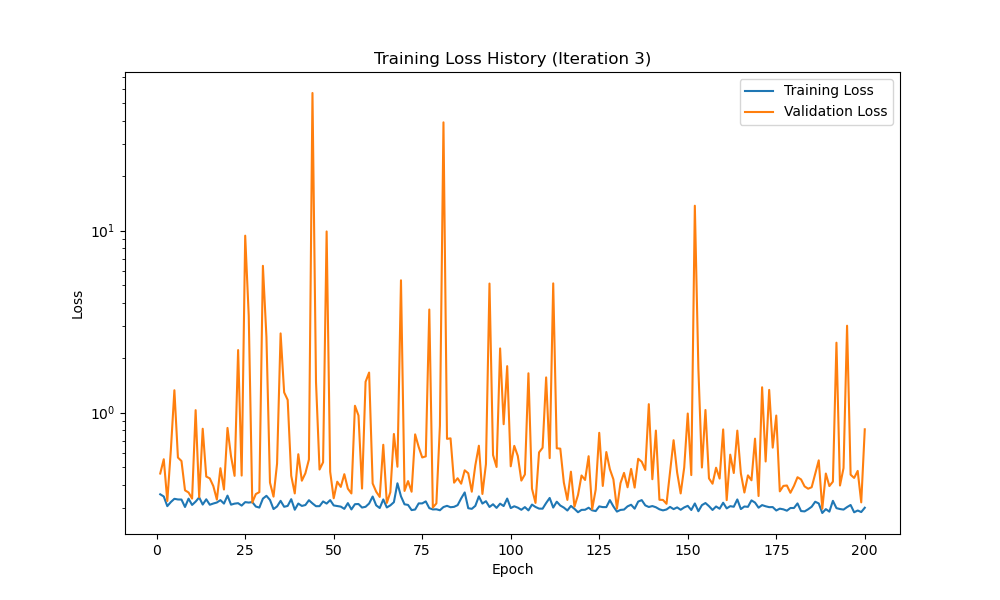 Training Loss History (Iteration 3)
Training Loss
Validation Loss
10¹
10⁰
Loss
0 25 50 75 100 125 150 175 200
Epoch